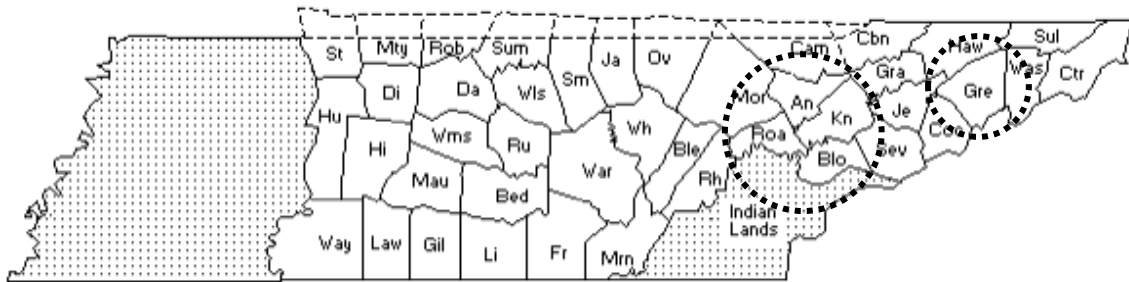 St Mty Rob Sum Sm Ja Ov Cam Cbn Haw Sul
Di Da Wls Mor An Gra Je Gre Was Ctr
Hu Hi Wms Ru Wh Ble Roa Kn Coc
Mau Bed War Rh Blo Sev
Way Law Gil Li Fr Mrn Indian
Lands